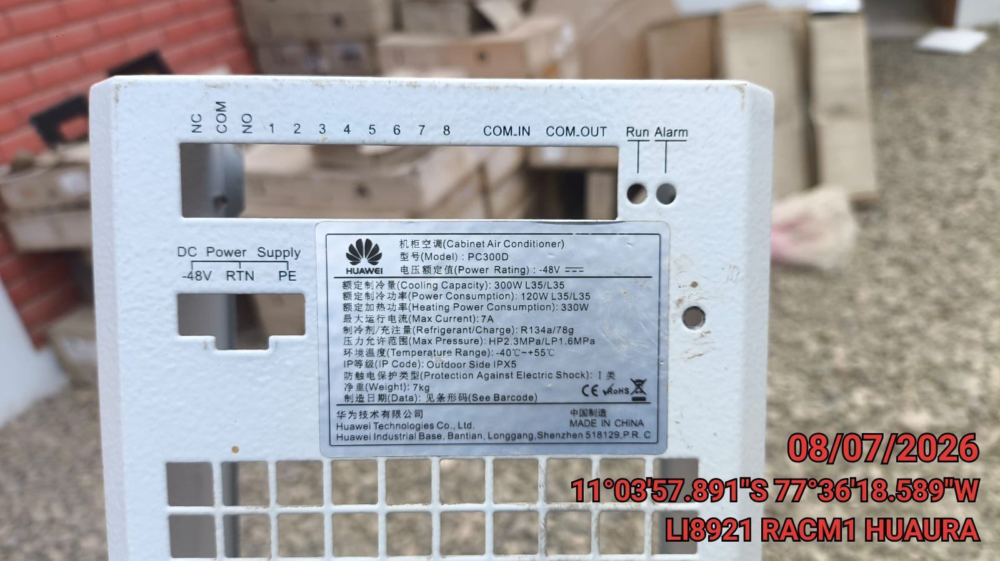 NC COM NO 1 2 3 4 5 6 7 8 COM_IN COM_OUT Run Alarm
DC Power Supply
-48V RTN PE
HUAWEI
机柜空调(Cabinet Air Conditioner)
型号(Model) : PC300D
电压额定值(Power Rating) : -48V ⎓
额定制冷量(Cooling Capacity): 300W L35/L35
额定制冷功率(Power Consumption): 120W L35/L35
额定加热功率(Heating Power Consumption): 330W
最大运行电流(Max Current): 7A
制冷剂/充注量(Refrigerant/Charge): R134a/78g
压力允许范围(Max Pressure): HP2.3MPa/LP1.6MPa
环境温度(Temperature Range): -40℃~+55℃
IP等级(IP Code): Outdoor Side IPX5
防触电保护类型(Protection Against Electric Shock): I 类
净重(Weight): 7kg
制造日期(Data): 见条形码(See Barcode)
CE RoHS
华为技术有限公司
Huawei Technologies Co., Ltd.
中国制造
MADE IN CHINA
Huawei Industrial Base, Bantian, Longgang,Shenzhen 518129,P.R. C
08/07/2026
11°03'57.891"S 77°36'18.589"W
LI8921 RACM1 HUAURA